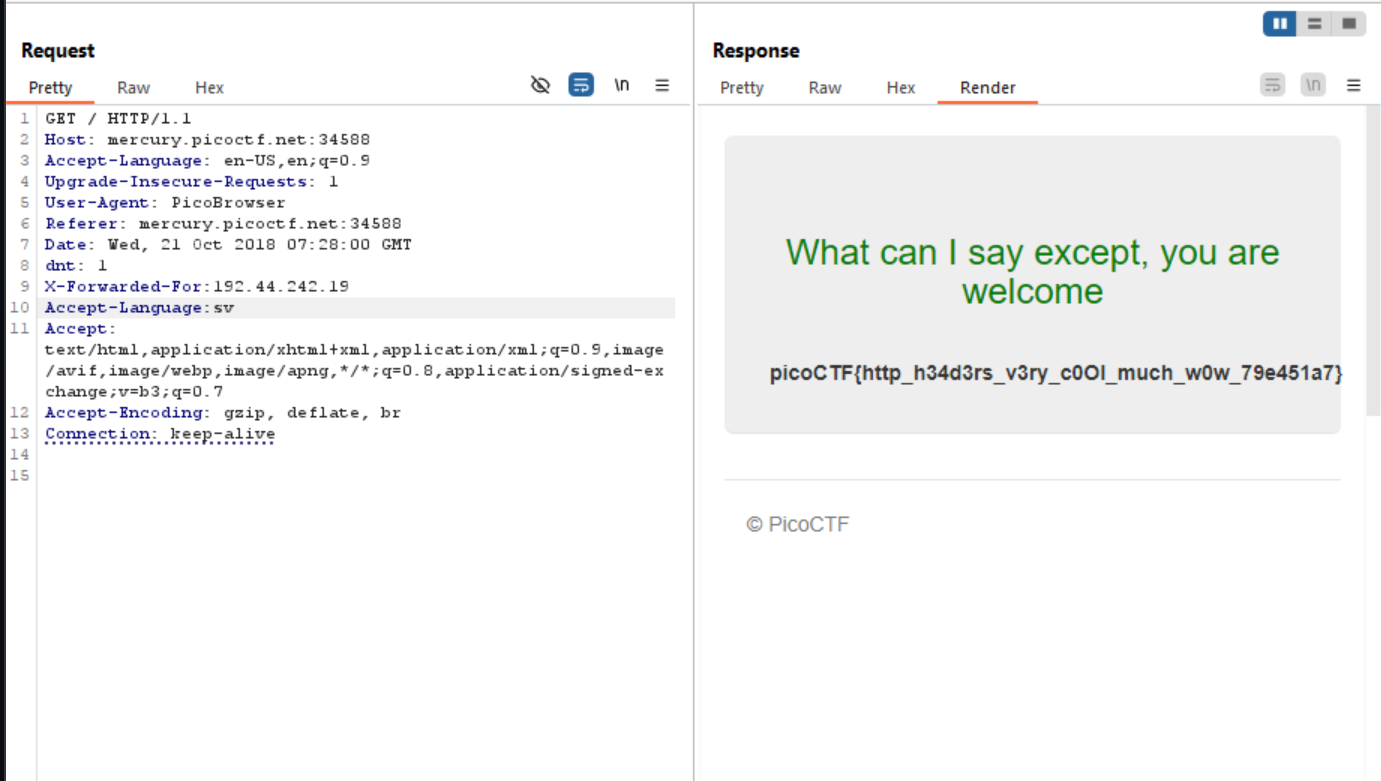 Request
Pretty Raw Hex
\n
1 GET / HTTP/1.1
2 Host: mercury.picoctf.net:34588
3 Accept-Language: en-US,en;q=0.9
4 Upgrade-Insecure-Requests: 1
5 User-Agent: PicoBrowser
6 Referer: mercury.picoctf.net:34588
7 Date: Wed, 21 Oct 2018 07:28:00 GMT
8 dnt: 1
9 X-Forwarded-For:192.44.242.19
10 Accept-Language:sv
11 Accept:
text/html,application/xhtml+xml,application/xml;q=0.9,image
/avif,image/webp,image/apng,*/*;q=0.8,application/signed-ex
change;v=b3;q=0.7
12 Accept-Encoding: gzip, deflate, br
13 Connection: keep-alive
14
15
Response
Pretty Raw Hex Render
\n
What can I say except, you are
welcome
picoCTF{http_h34d3rs_v3ry_c0Ol_much_w0w_79e451a7}
© PicoCTF